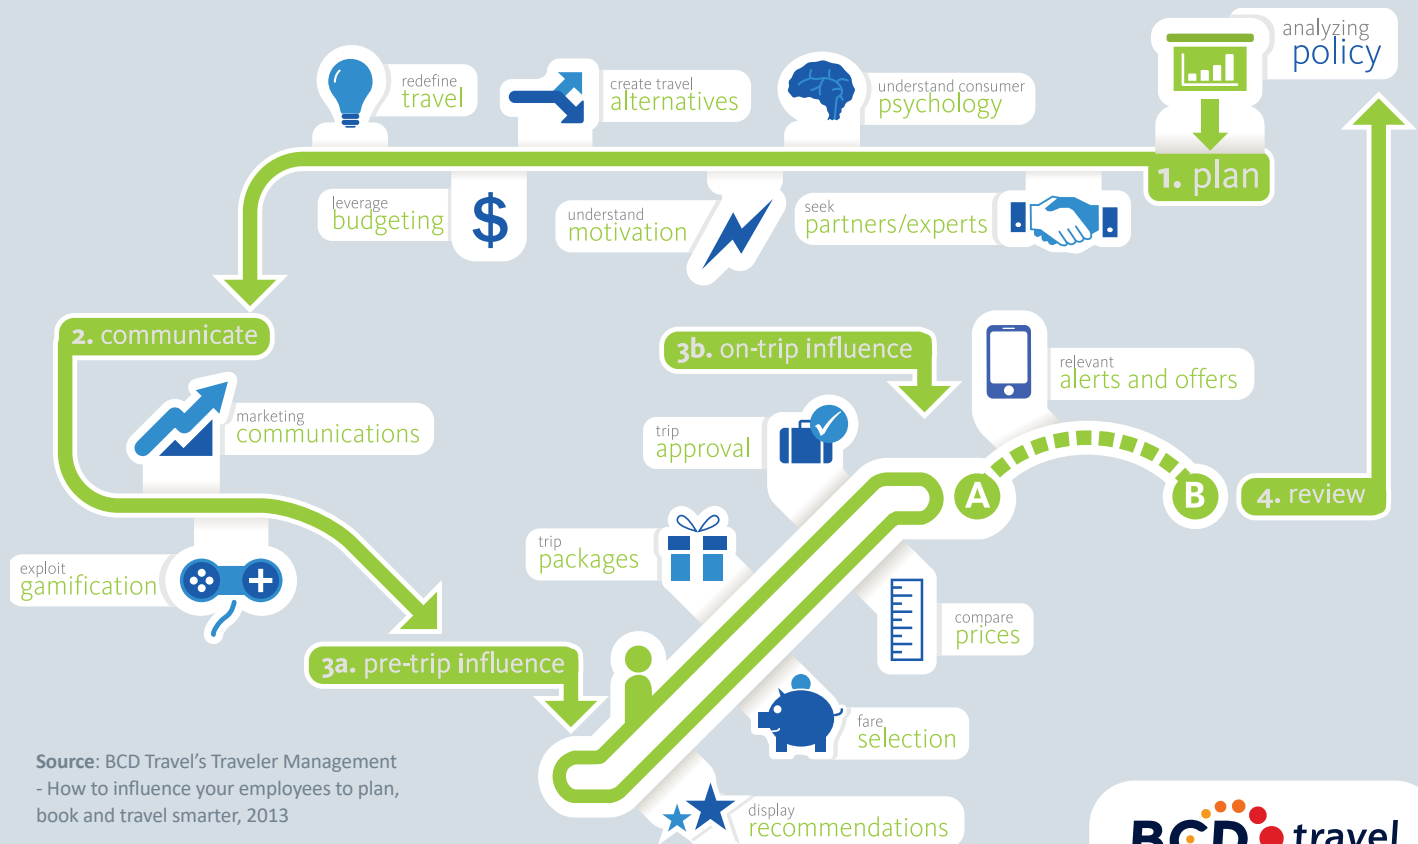 analyzing
policy
1. plan
understand consumer
psychology
seek
partners/experts
create travel
alternatives
understand
motivation
redefine
travel
leverage
budgeting
$
2. communicate
marketing
communications
exploit
gamification
3a. pre-trip influence
display
recommendations
fare
selection
trip
packages
compare
prices
trip
approval
3b. on-trip influence
relevant
alerts and offers
A
B
4. review
Source: BCD Travel's Traveler Management
- How to influence your employees to plan,
book and travel smarter, 2013
BCD travel